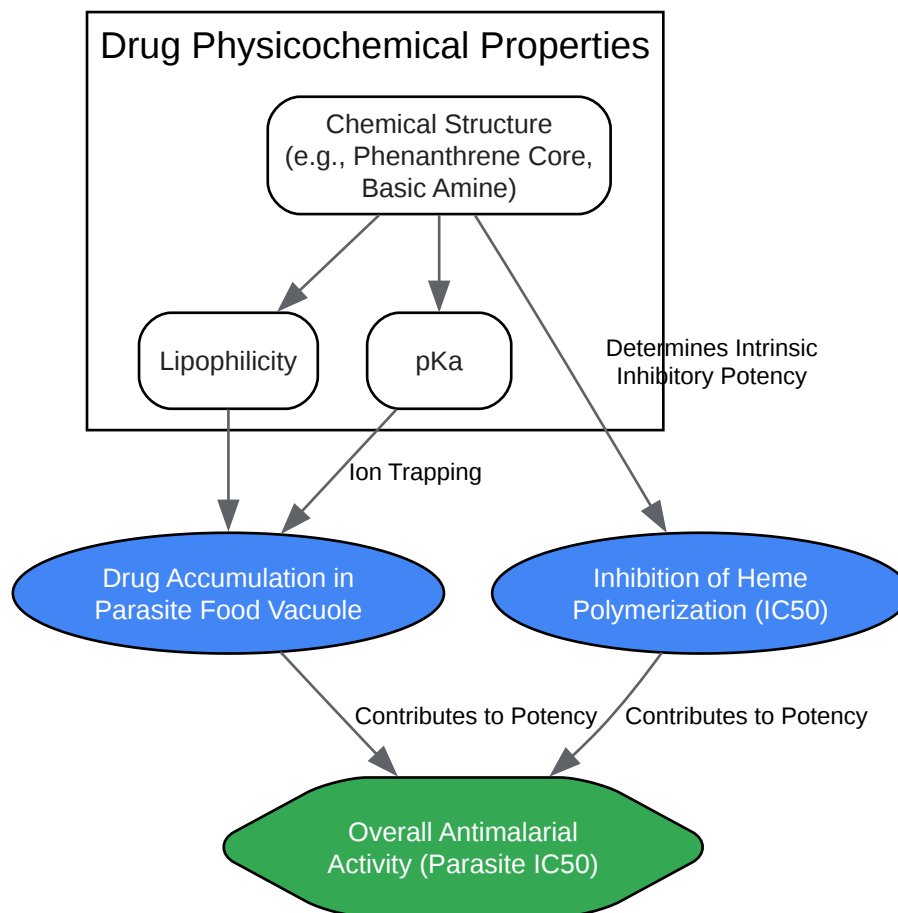 Drug Physicochemical Properties
Chemical Structure
(e.g., Phenanthrene Core,
Basic Amine)
Lipophilicity
pKa
Determines Intrinsic
Inhibitory Potency
Ion Trapping
Drug Accumulation in
Parasite Food Vacuole
Inhibition of Heme
Polymerization (IC50)
Contributes to Potency
Contributes to Potency
Overall Antimalarial
Activity (Parasite IC50)